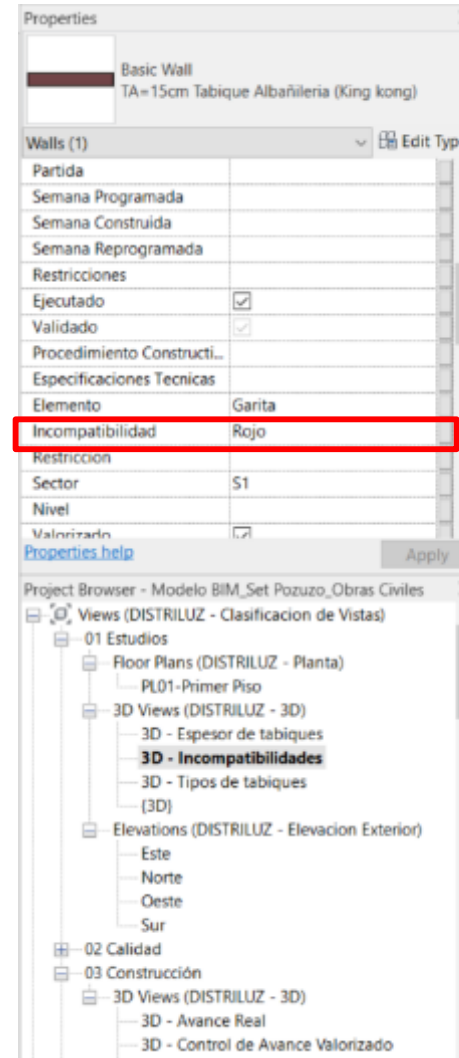 Properties
Basic Wall
TA=15cm Tabique Albañileria (King kong)
Walls (1) Edit Typ
Partida
Semana Programada
Semana Construida
Semana Reprogramada
Restricciones
Ejecutado
Validado
Procedimiento Constructi...
Especificaciones Tecnicas
Elemento Garita
Incompatibilidad Rojo
Restriccion
Sector S1
Nivel
Valorizado
Properties help Apply
Project Browser - Modelo BIM_Set Pozuzo_Obras Civiles
Views (DISTRILUZ - Clasificacion de Vistas)
01 Estudios
Floor Plans (DISTRILUZ - Planta)
PL01-Primer Piso
3D Views (DISTRILUZ - 3D)
3D - Espesor de tabiques
3D - Incompatibilidades
3D - Tipos de tabiques
{3D}
Elevations (DISTRILUZ - Elevacion Exterior)
Este
Norte
Oeste
Sur
02 Calidad
03 Construcción
3D Views (DISTRILUZ - 3D)
3D - Avance Real
3D - Control de Avance Valorizado